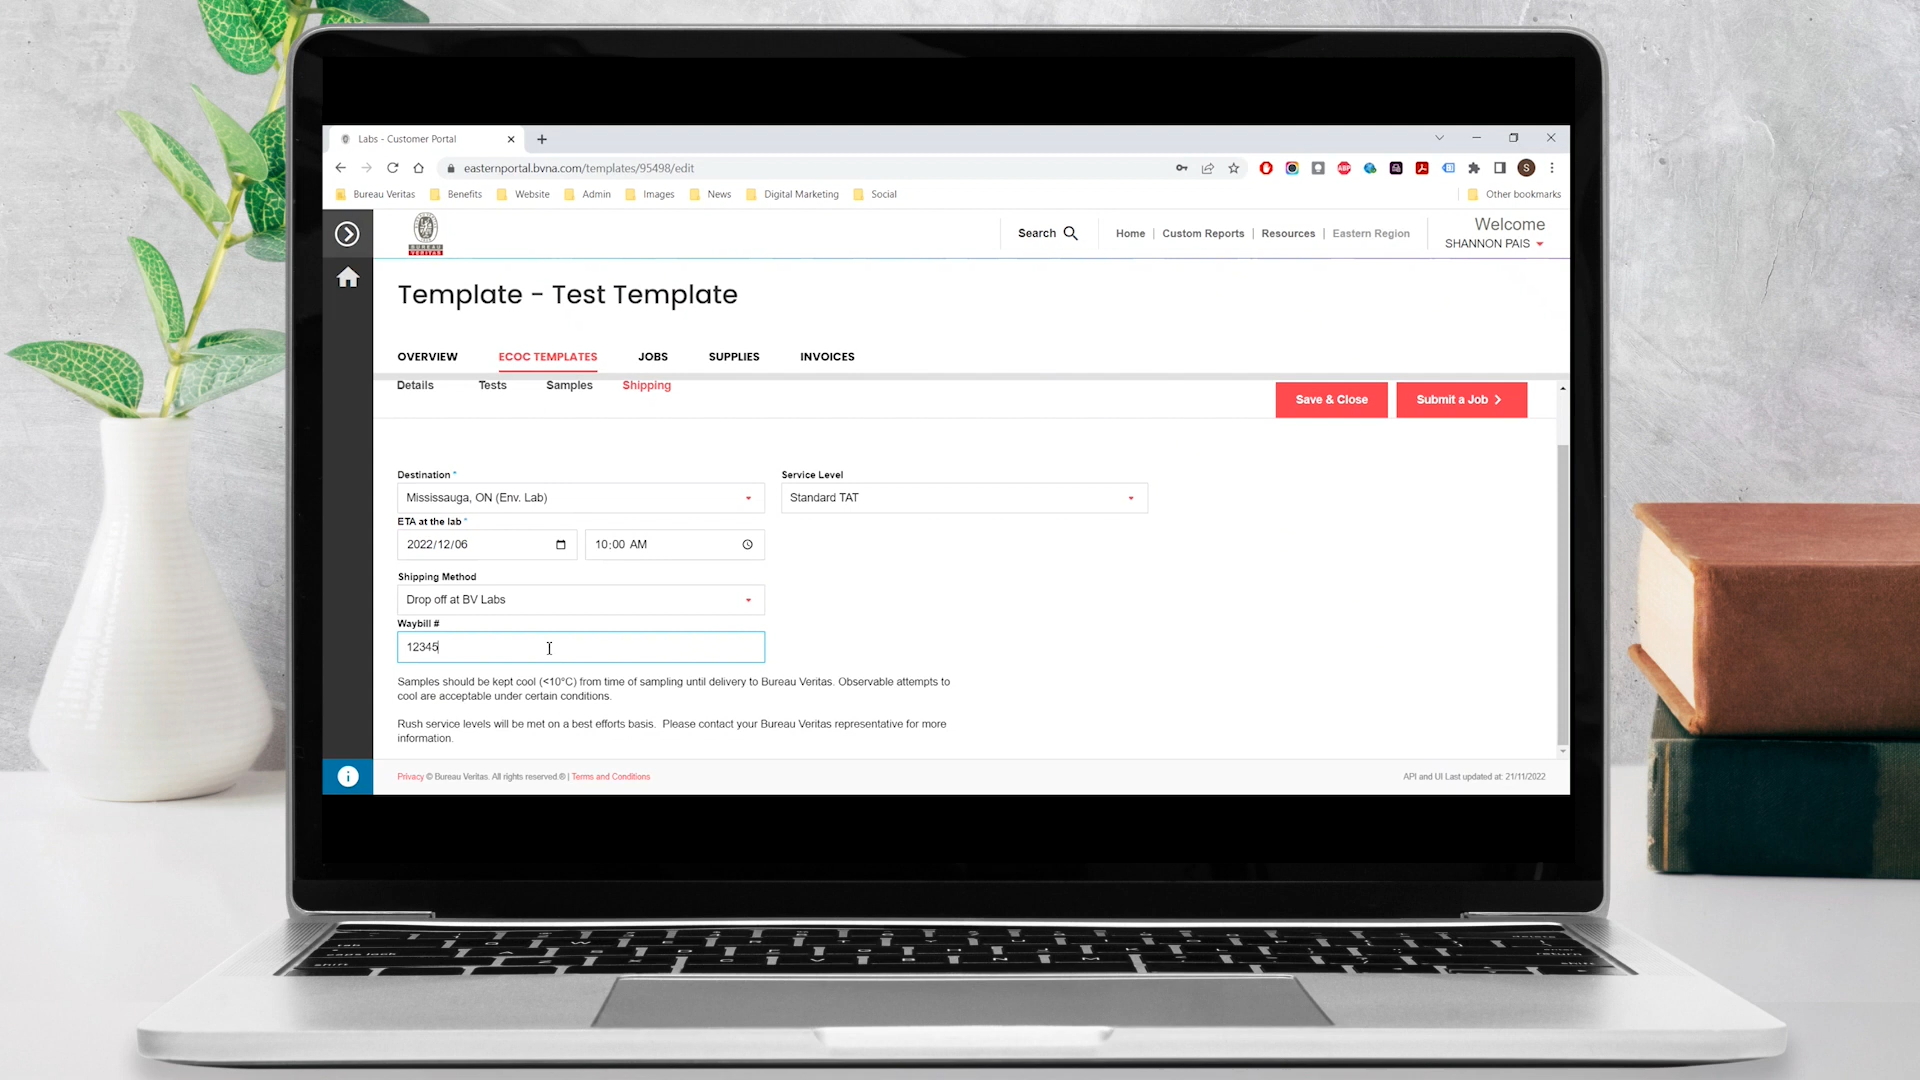 Labs - Customer Portal
easternportal.bvna.com/templates/95498/edit
Bureau Veritas Benefits Website Admin Images News Digital Marketing Social Other bookmarks
BUREAU
VERITAS
Search Home | Custom Reports | Resources | Eastern Region
Welcome
SHANNON PAIS
Template - Test Template
OVERVIEW ECOC TEMPLATES JOBS SUPPLIES INVOICES
Details Tests Samples Shipping
Save & Close Submit a Job
Destination * Service Level
Mississauga, ON (Env. Lab) Standard TAT
ETA at the lab *
2022/12/06 10:00 AM
Shipping Method
Drop off at BV Labs
Waybill #
12345
Samples should be kept cool (<10°C) from time of sampling until delivery to Bureau Veritas. Observable attempts to
cool are acceptable under certain conditions.
Rush service levels will be met on a best efforts basis. Please contact your Bureau Veritas representative for more
information.
Privacy © Bureau Veritas. All rights reserved ® | Terms and Conditions API and UI Last updated at: 21/11/2022